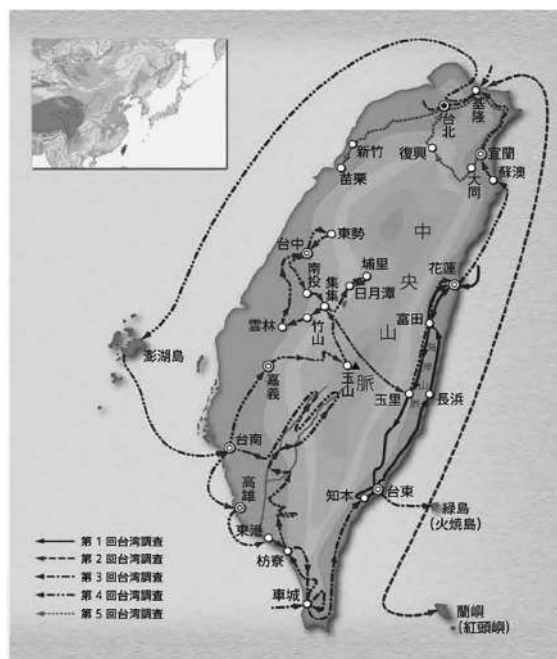 基隆
台北
宜蘭
蘇澳
復興
大同
新竹
苗栗
東勢
台中
中央山脈
南投
集集
埔里
日月潭
花蓮
富田
雲林
竹山
海岸山脈
澎湖島
嘉義
玉山
玉里
長浜
台南
高雄
知本
台東
緑島
(火焼島)
東港
枋寮
車城
蘭嶼
(紅頭嶼)
第1回台湾調査
第2回台湾調査
第3回台湾調査
第4回台湾調査
第5回台湾調査